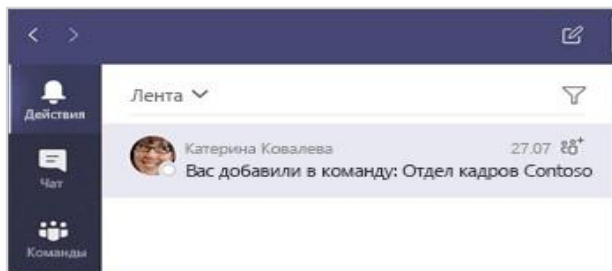 Действия
Чат
Команды
Лента
Катерина Ковалева 27.07
Вас добавили в команду: Отдел кадров Contoso